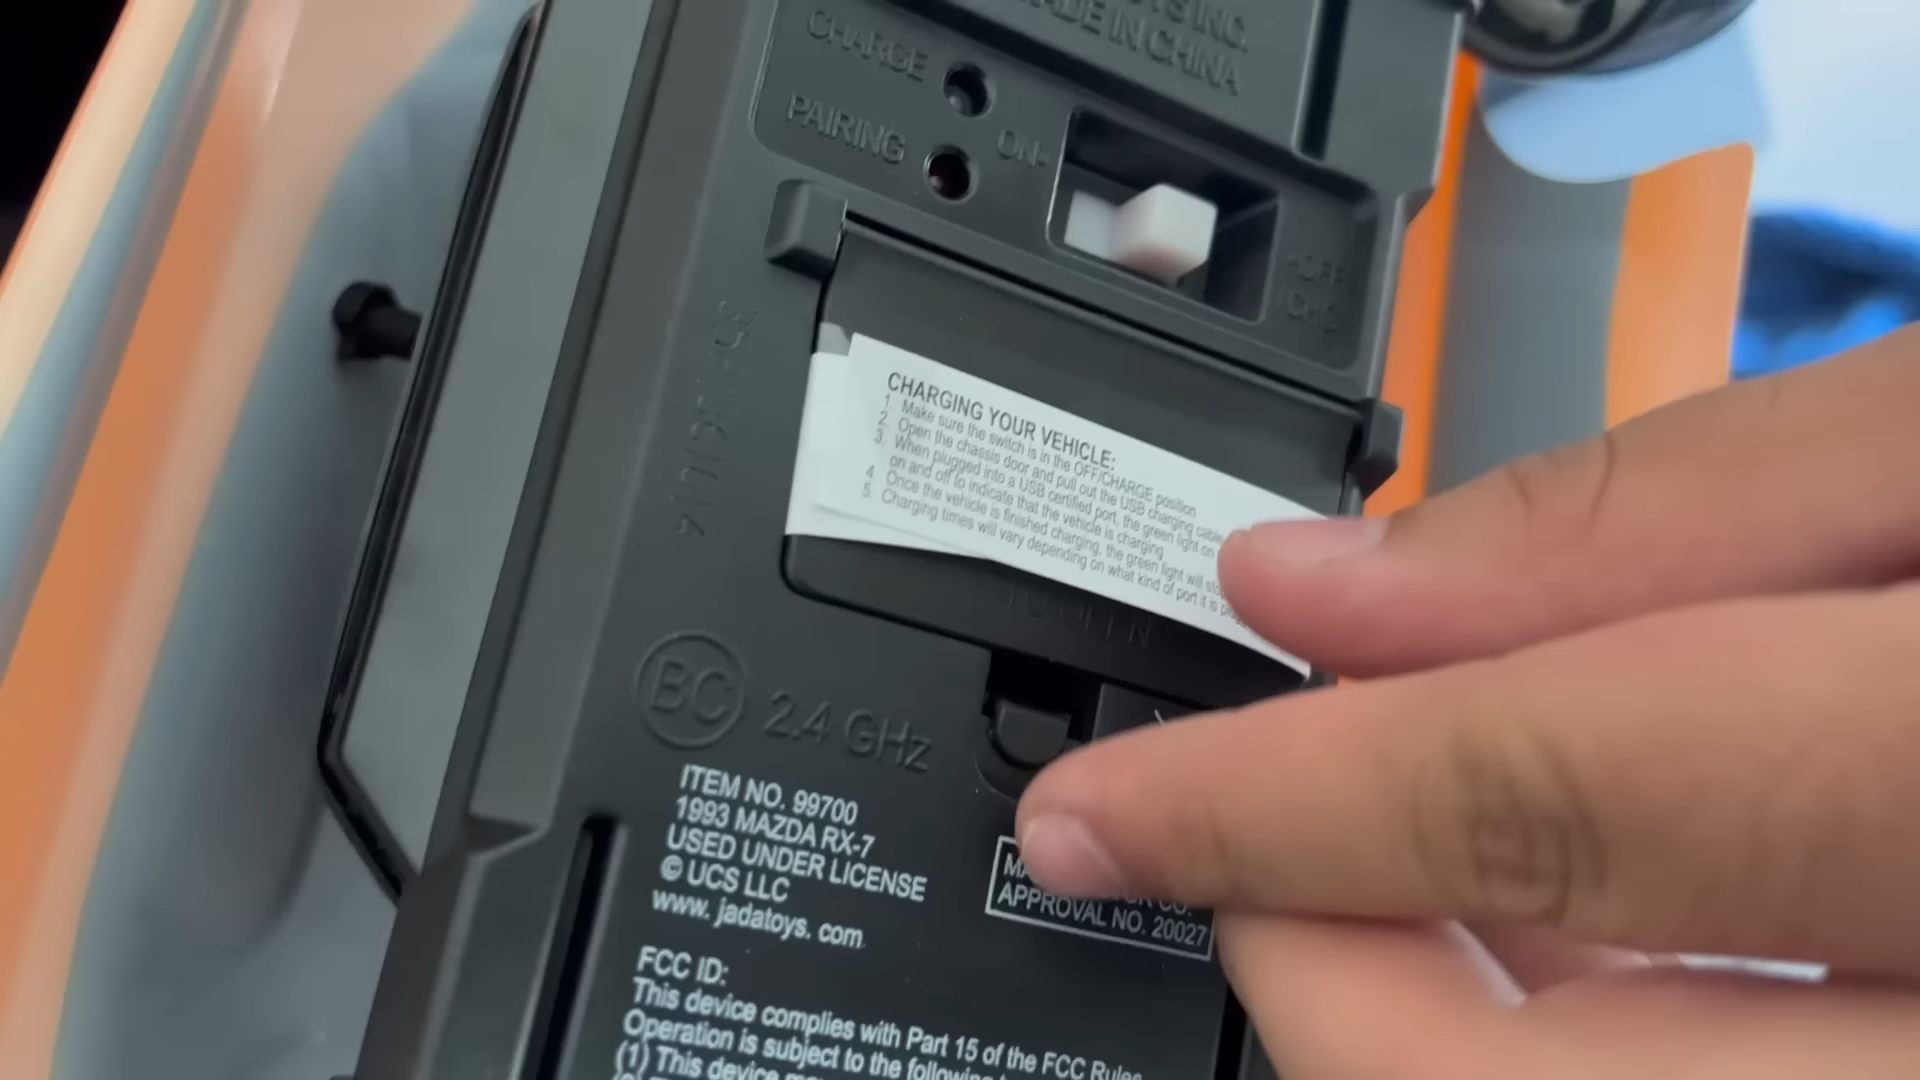 INC.
MADE IN CHINA
CHARGE
PAIRING
ON-
-OFF
CHARGING YOUR VEHICLE:
1. Make sure the switch is in the OFF/CHARGE position
2. Open the chassis door and pull out the USB charging cable
3. When plugged into a USB certified port, the green light on
on and off to indicate that the vehicle is charging
4. Once the vehicle is finished charging, the green light will stop
5. Charging times will vary depending on what kind of port it is
BC 2.4 GHz
ITEM NO. 99700
1993 MAZDA RX-7
USED UNDER LICENSE
© UCS LLC
www.jadatoys.com
CO.
APPROVAL NO. 20027
FCC ID:
This device complies with Part 15 of the FCC Rules
Operation is subject to the following
(1) This device